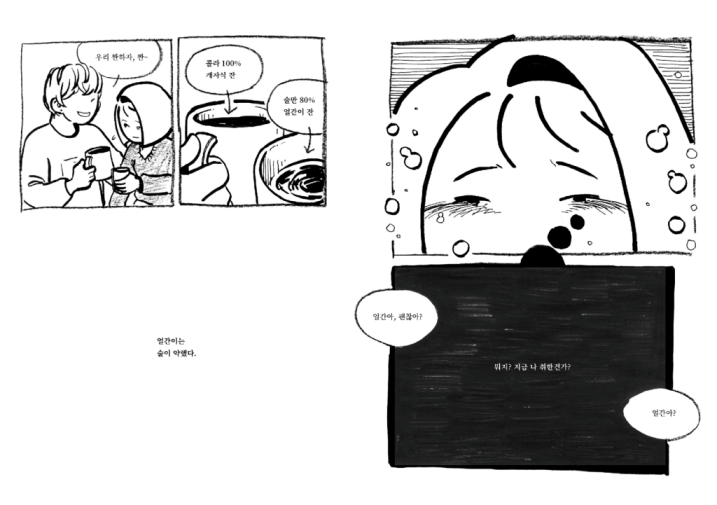 우리 짠하자, 짠~
콜라 100%
개자식 잔
술만 80%
얼간이 잔
얼간이는
술이 약했다.
얼간아, 괜찮아?
뭐지? 지금 나 취한건가?
얼간아?